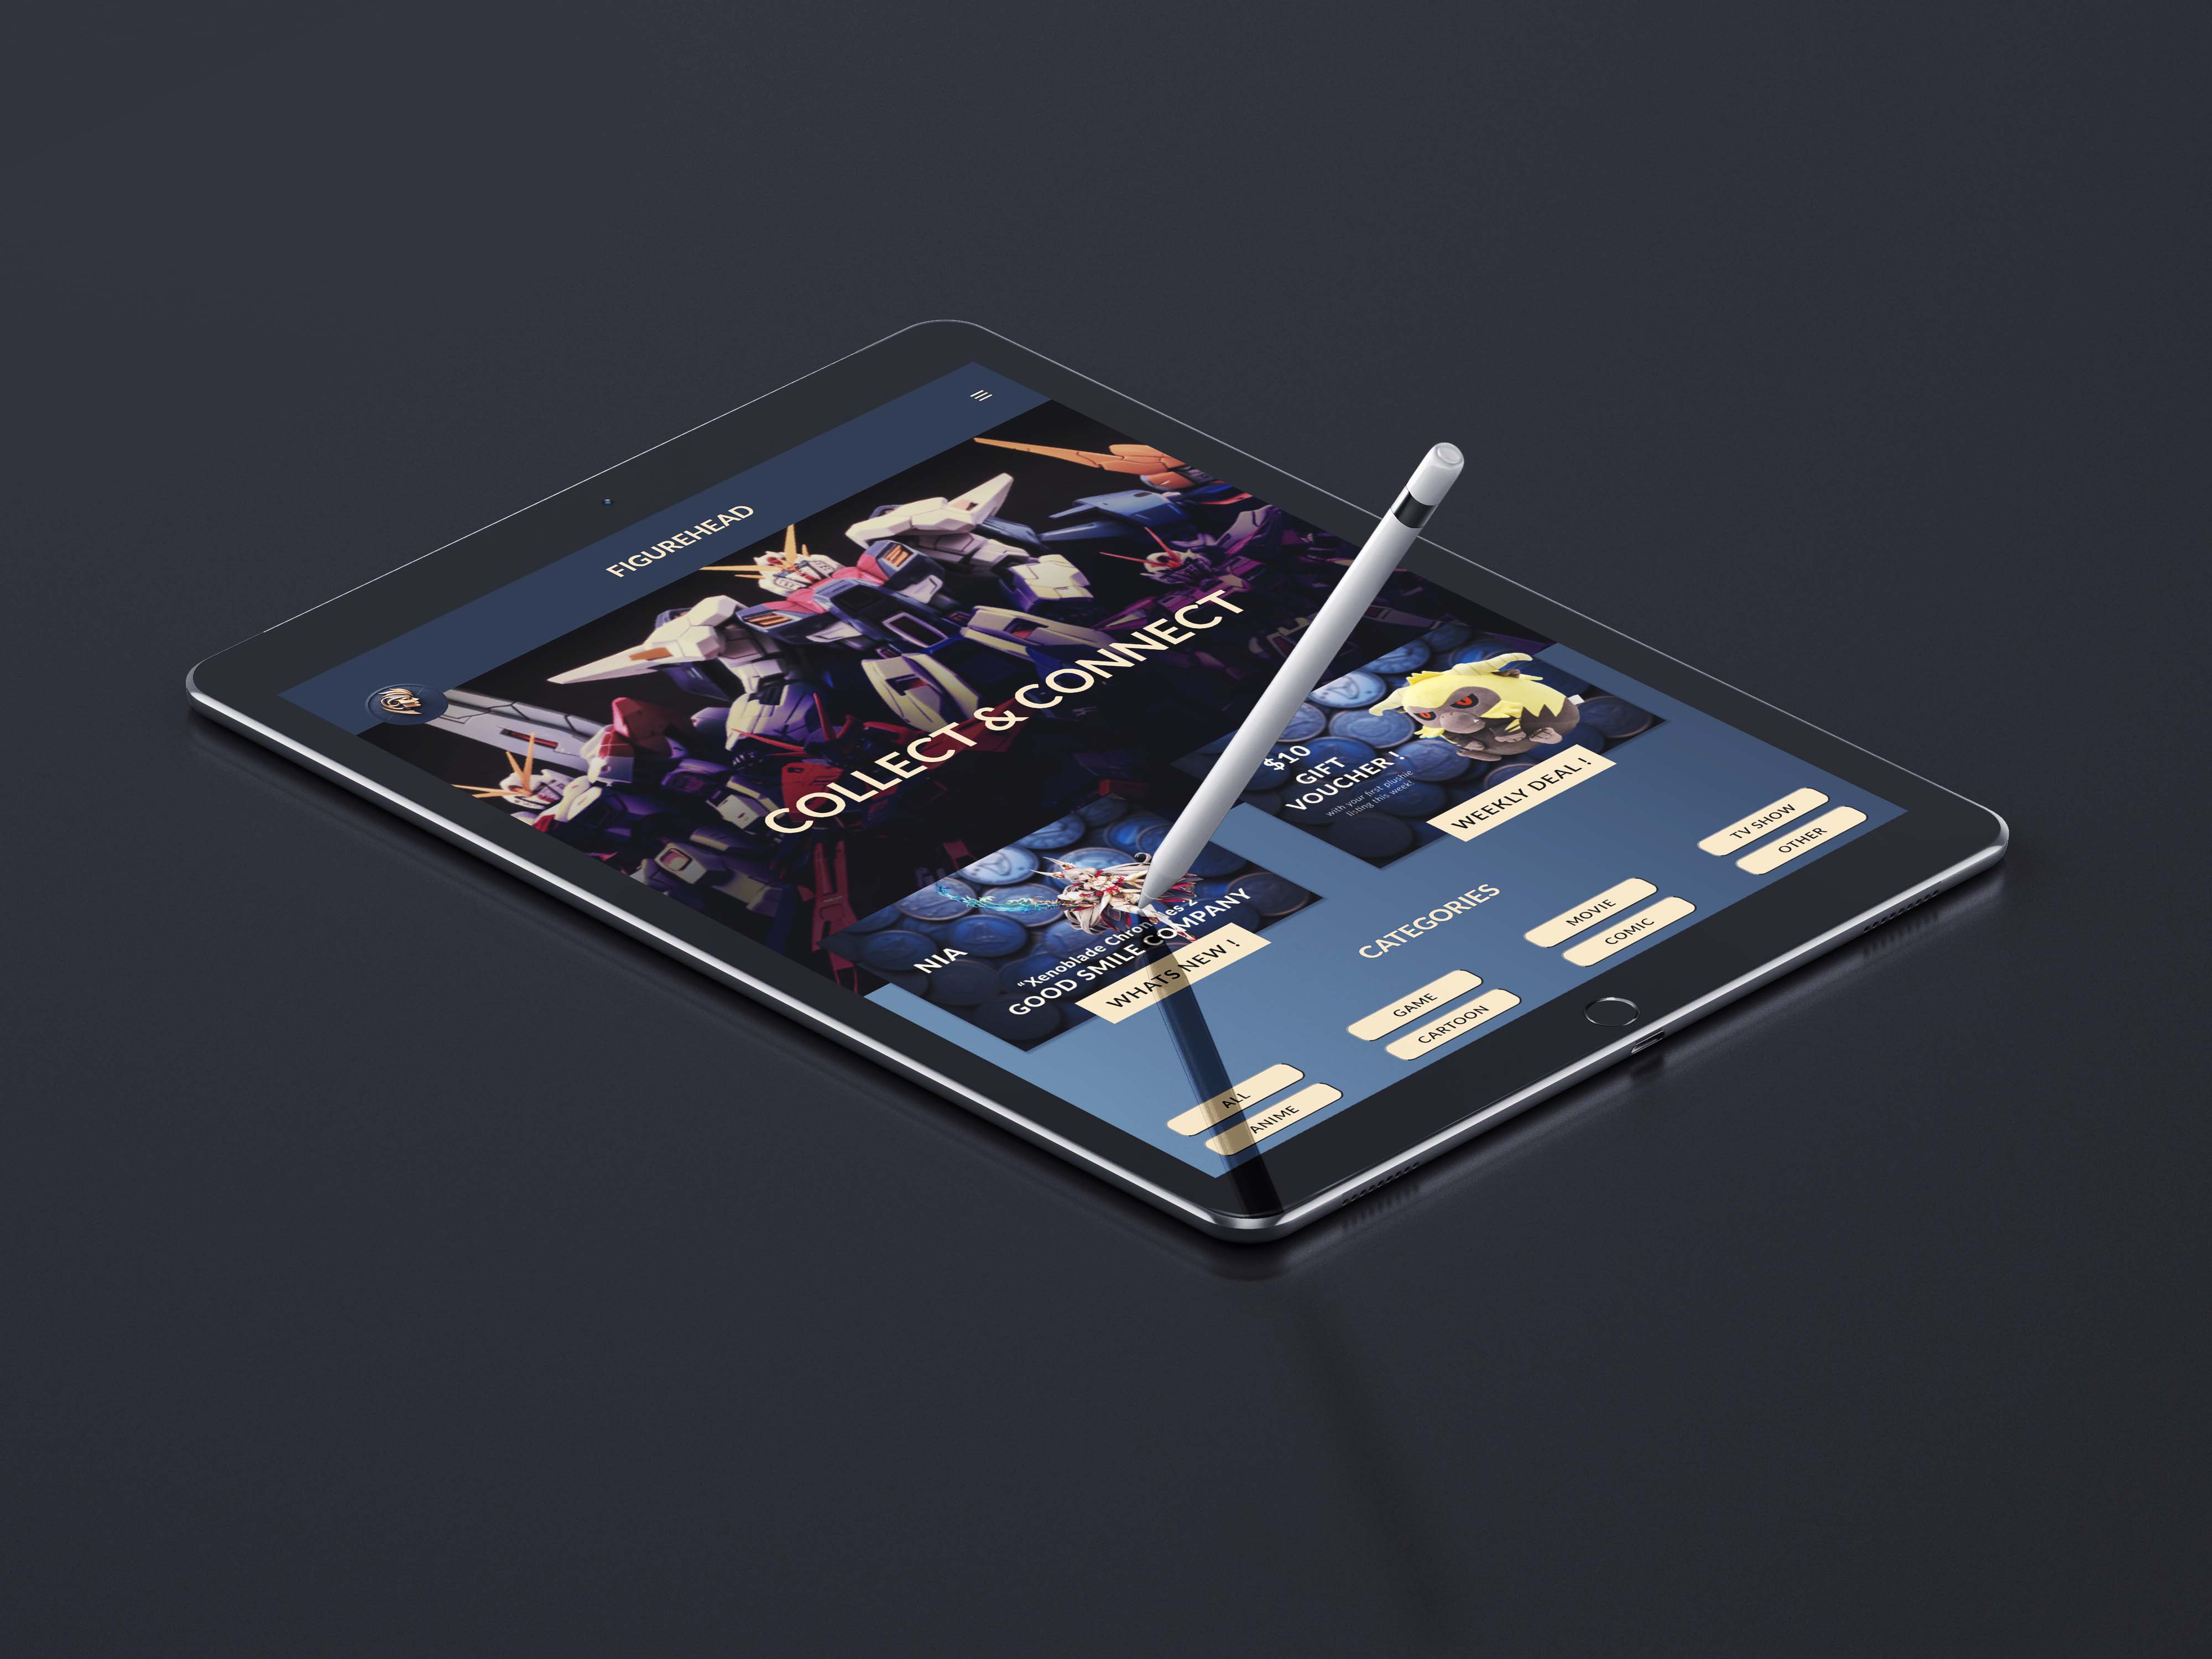 FIGUREHEAD
COLLECT & CONNECT
NIA
"Xenoblade Chron es 2
GOOD SMILE COMPANY
WHATS NEW !
$10
GIFT
VOUCHER !
with your first plushie
listing this week!
WEEKLY DEAL !
CATEGORIES
ALL
GAME
MOVIE
TV SHOW
ANIME
CARTOON
COMIC
OTHER